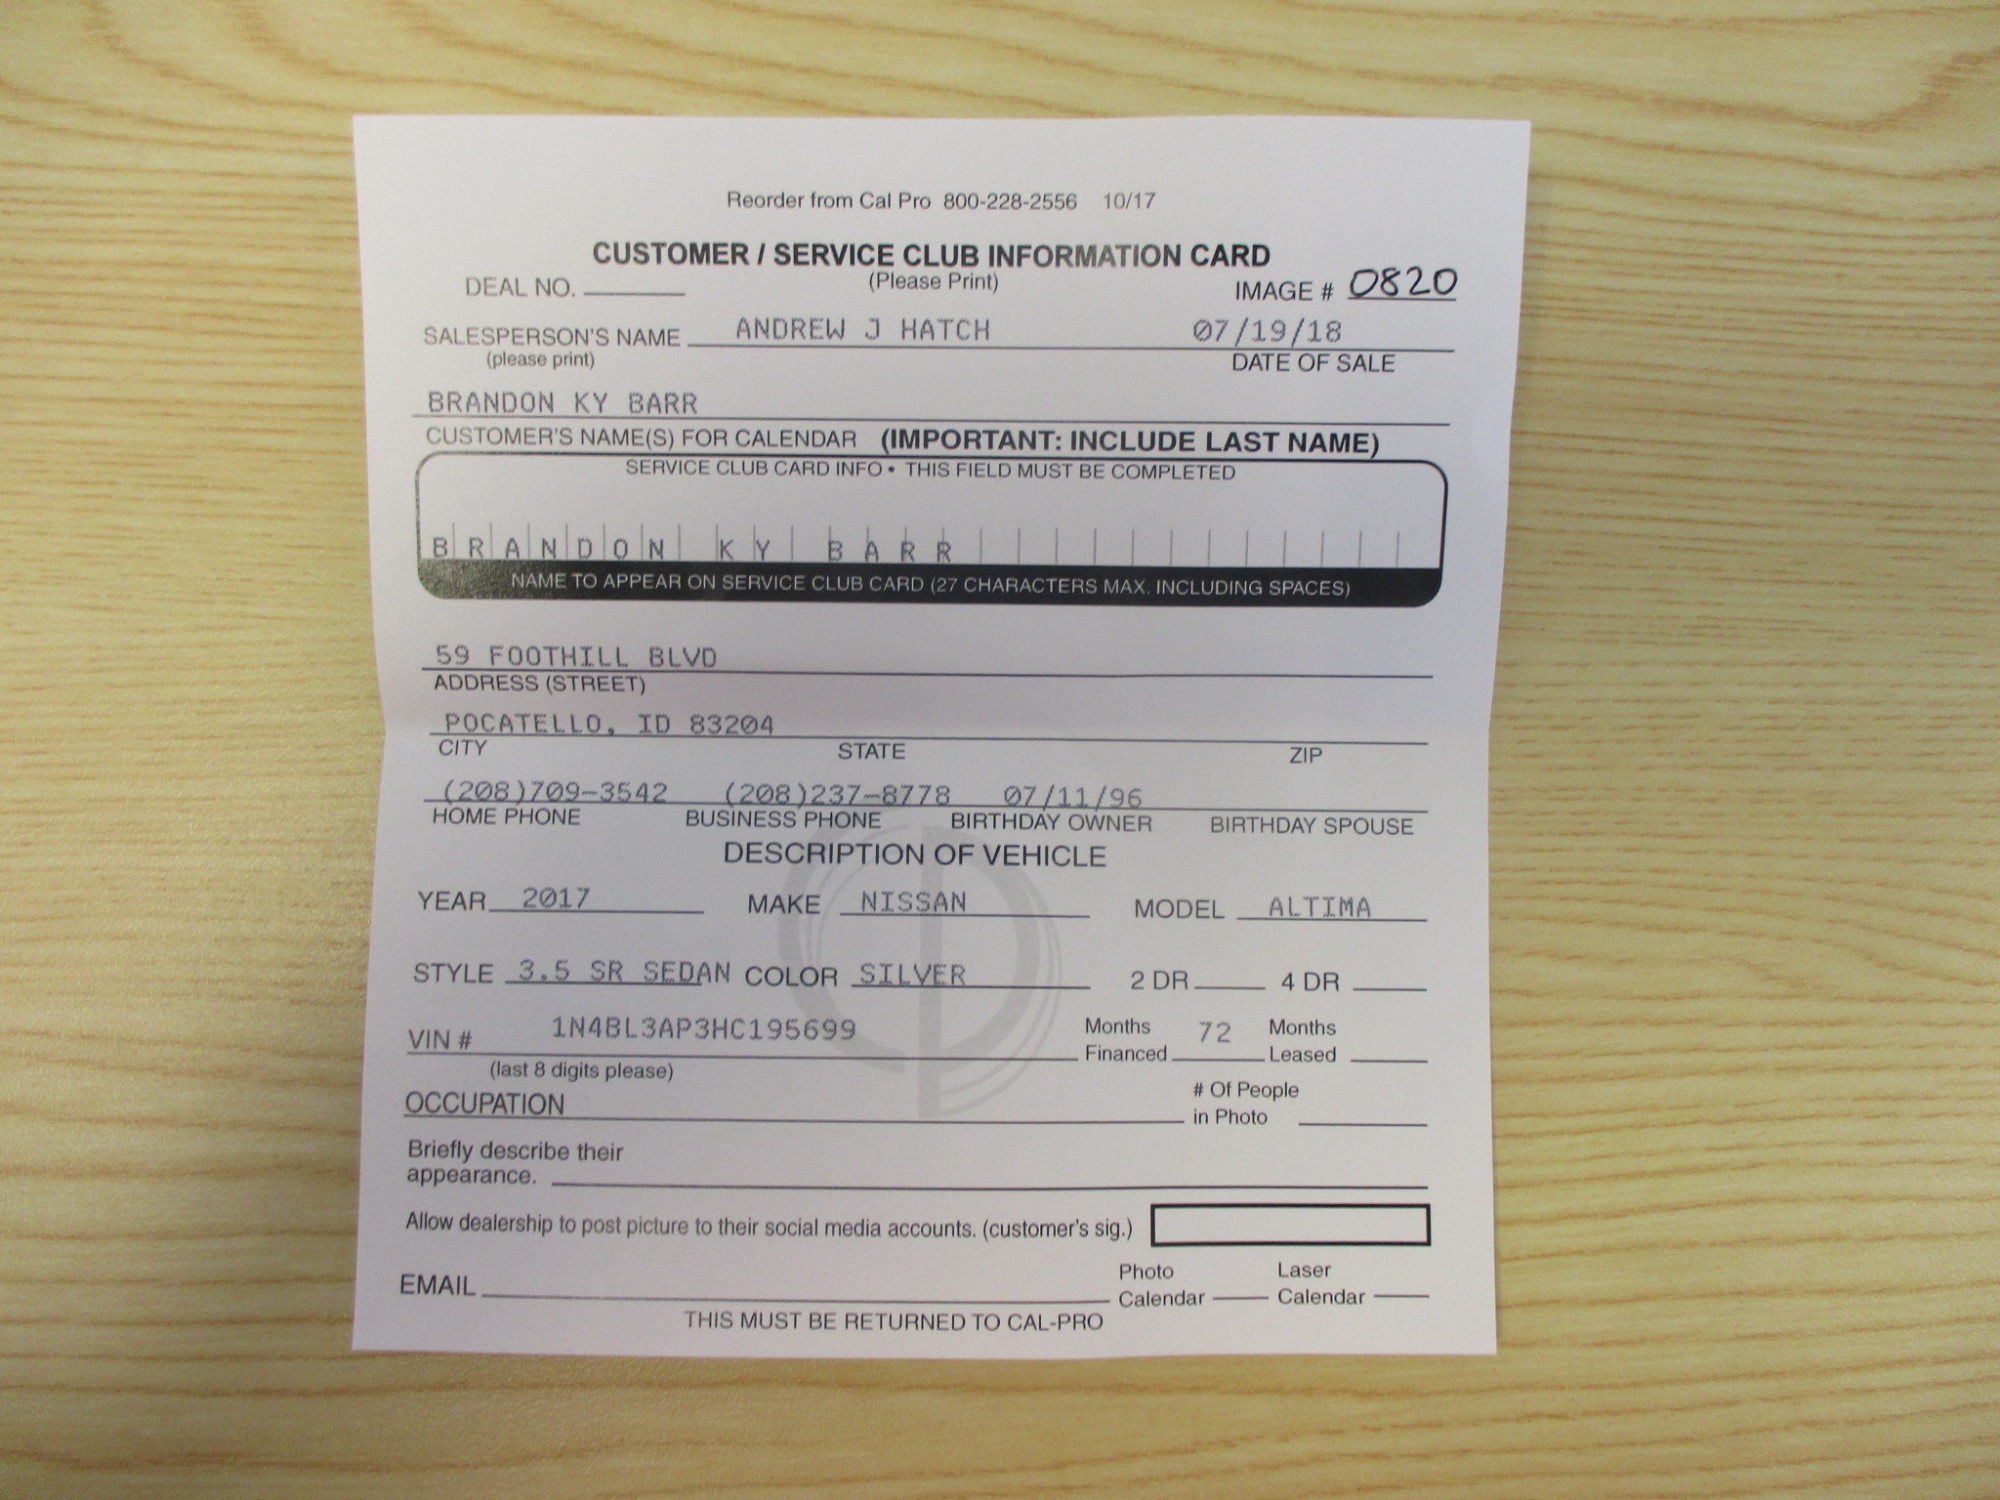 Reorder from Cal Pro 800-228-2556 10/17
CUSTOMER / SERVICE CLUB INFORMATION CARD
DEAL NO. (Please Print) IMAGE # 0820
SALESPERSON'S NAME ANDREW J HATCH 07/19/18
(please print) DATE OF SALE
BRANDON KY BARR
CUSTOMER'S NAME(S) FOR CALENDAR (IMPORTANT: INCLUDE LAST NAME)
SERVICE CLUB CARD INFO • THIS FIELD MUST BE COMPLETED
BRANDON KY BARR
NAME TO APPEAR ON SERVICE CLUB CARD (27 CHARACTERS MAX. INCLUDING SPACES)
59 FOOTHILL BLVD
ADDRESS (STREET)
POCATELLO, ID 83204
CITY STATE ZIP
(208)709-3542 (208)237-8778 07/11/96
HOME PHONE BUSINESS PHONE BIRTHDAY OWNER BIRTHDAY SPOUSE
DESCRIPTION OF VEHICLE
YEAR 2017 MAKE NISSAN MODEL ALTIMA
STYLE 3.5 SR SEDAN COLOR SILVER 2 DR 4 DR
VIN # 1N4BL3AP3HC195699 Months Financed 72 Months Leased
(last 8 digits please)
OCCUPATION # Of People in Photo
Briefly describe their
appearance.
Allow dealership to post picture to their social media accounts. (customer's sig.)
EMAIL Photo Calendar Laser Calendar
THIS MUST BE RETURNED TO CAL-PRO